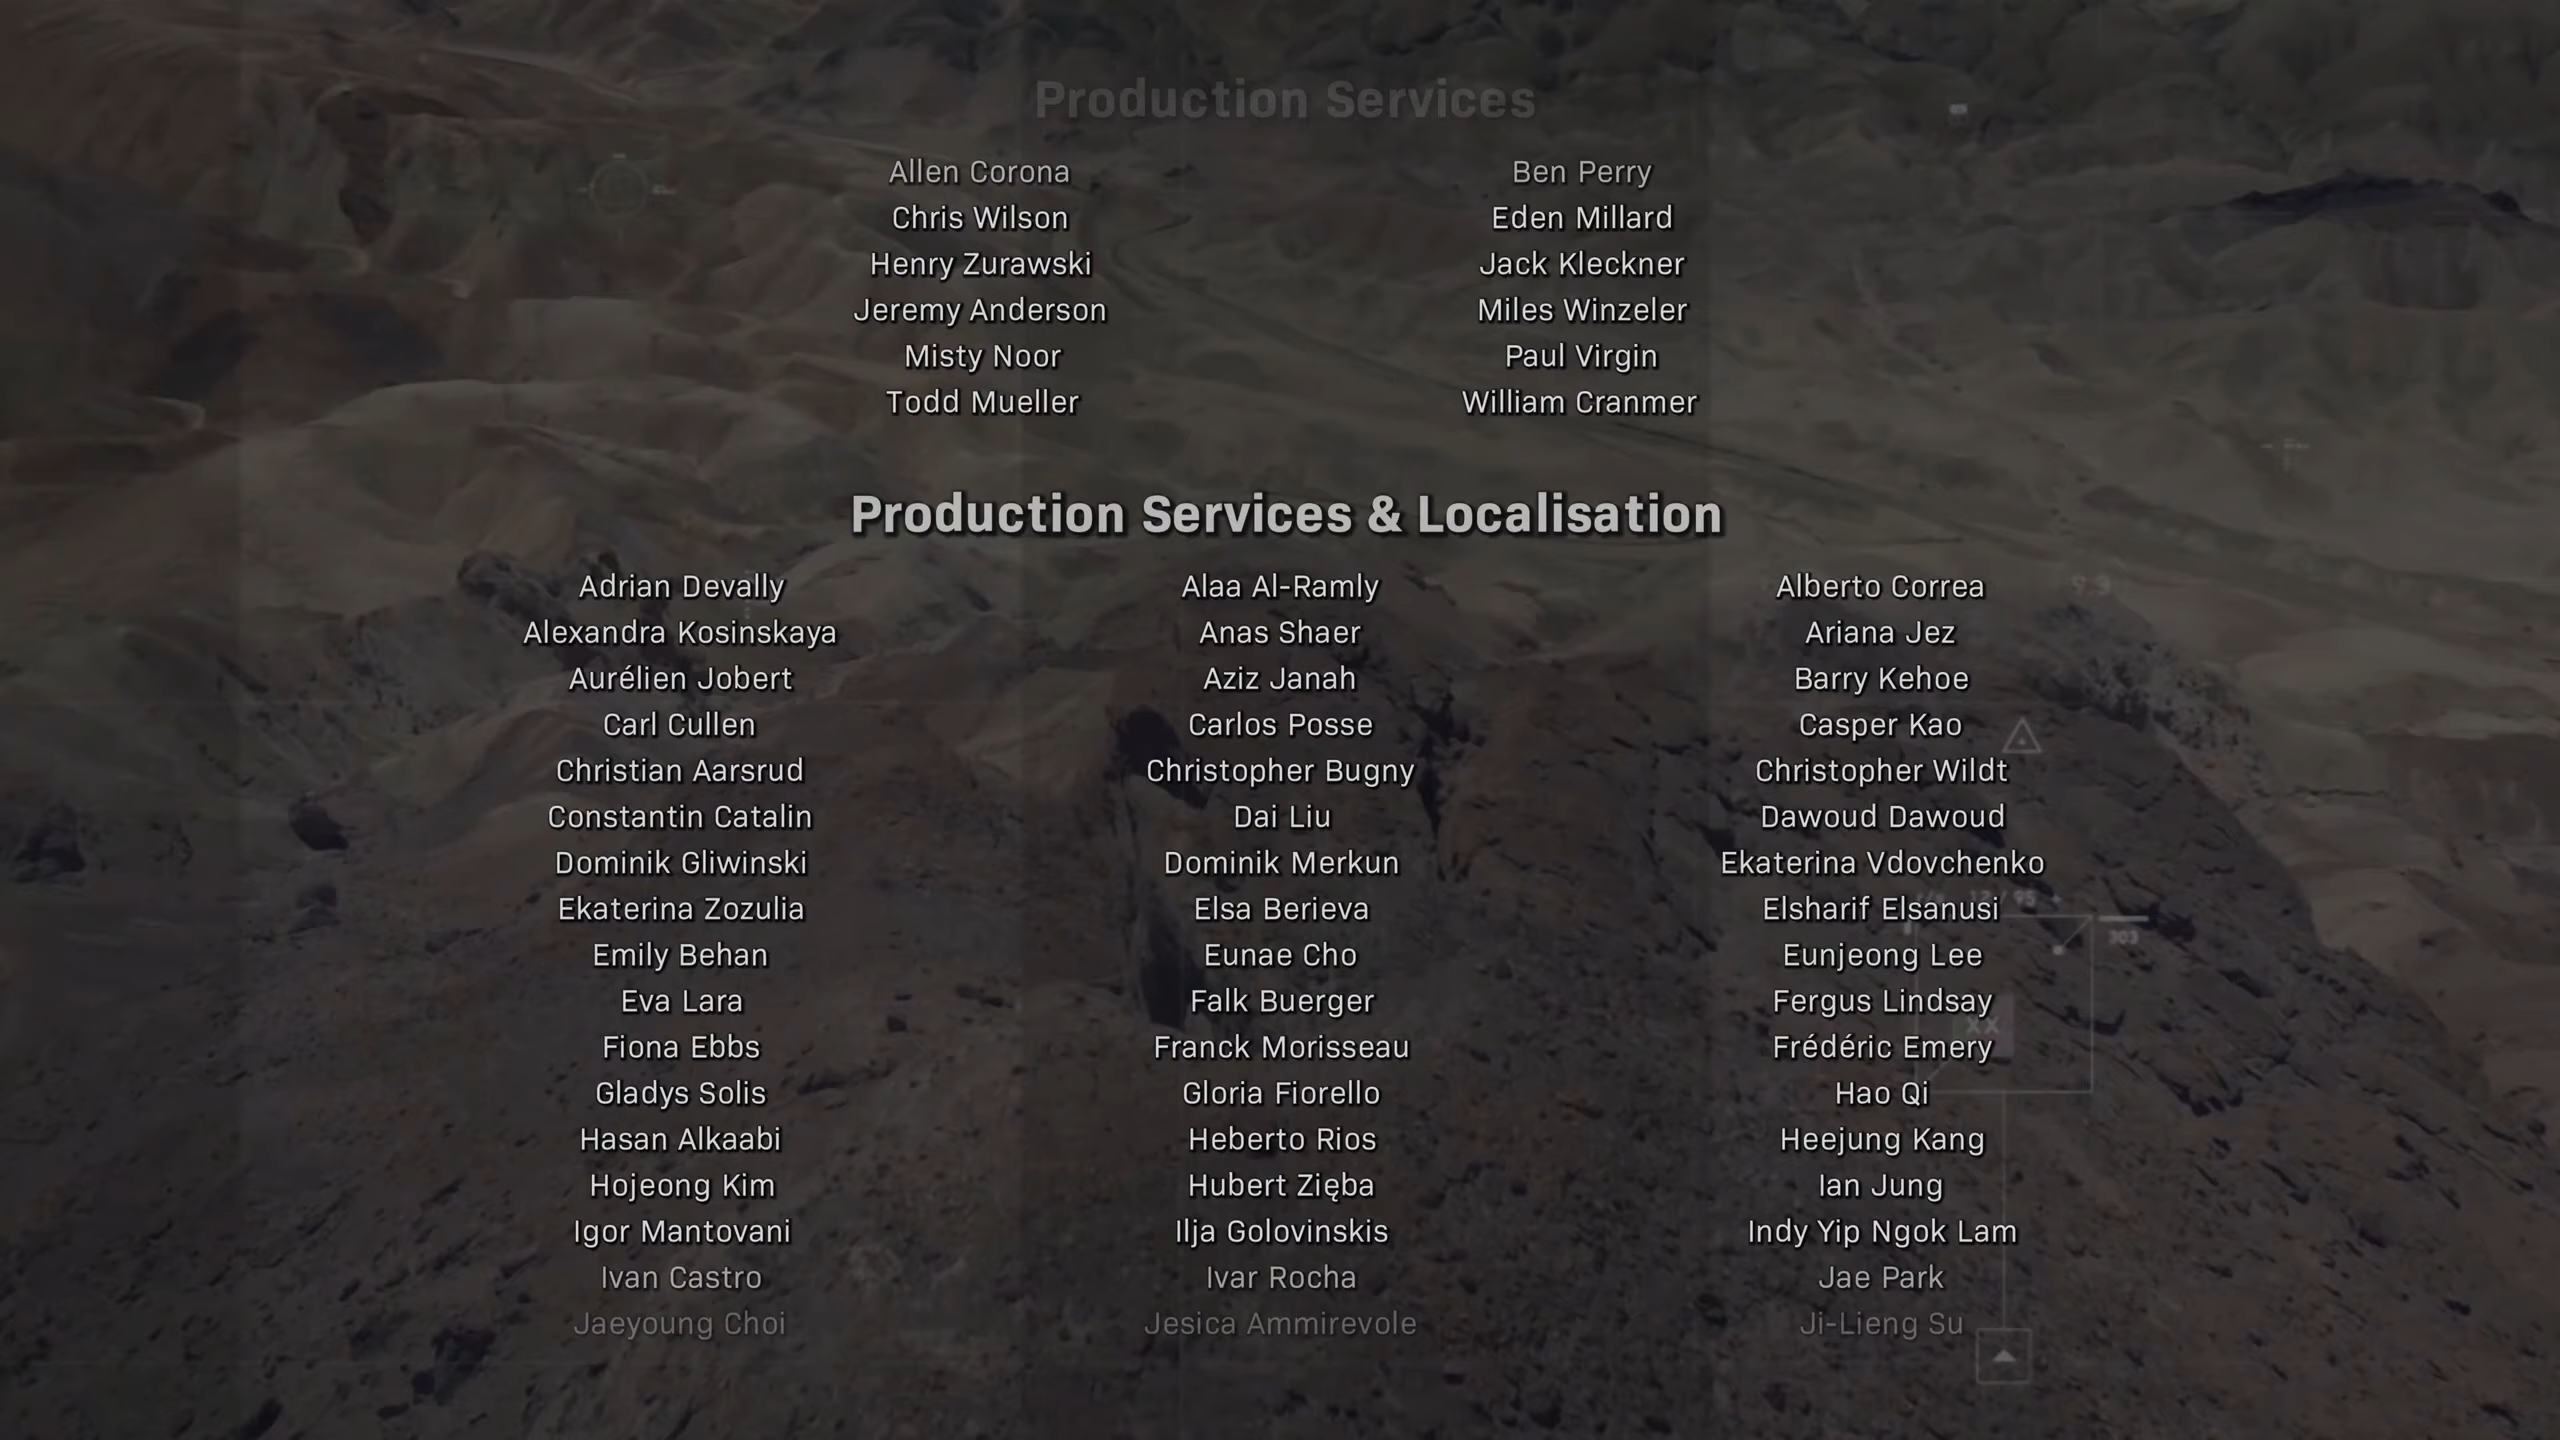 Production Services
Allen Corona Ben Perry
Chris Wilson Eden Millard
Henry Zurawski Jack Kleckner
Jeremy Anderson Miles Winzeler
Misty Noor Paul Virgin
Todd Mueller William Cranmer
Production Services & Localisation
Adrian Devally Alaa Al-Ramly Alberto Correa
Alexandra Kosinskaya Anas Shaer Ariana Jez
Aurélien Jobert Aziz Janah Barry Kehoe
Carl Cullen Carlos Posse Casper Kao
Christian Aarsrud Christopher Bugny Christopher Wildt
Constantin Catalin Dai Liu Dawoud Dawoud
Dominik Gliwinski Dominik Merkun Ekaterina Vdovchenko
Ekaterina Zozulia Elsa Berieva Elsharif Elsanusi
Emily Behan Eunae Cho Eunjeong Lee
Eva Lara Falk Buerger Fergus Lindsay
Fiona Ebbs Franck Morisseau Frédéric Emery
Gladys Solis Gloria Fiorello Hao Qi
Hasan Alkaabi Heberto Rios Heejung Kang
Hojeong Kim Hubert Zięba Ian Jung
Igor Mantovani Ilja Golovinskis Indy Yip Ngok Lam
Ivan Castro Ivar Rocha Jae Park
Jaeyoung Choi Jesica Ammirevole Ji-Lieng Su
9.9
303
XX